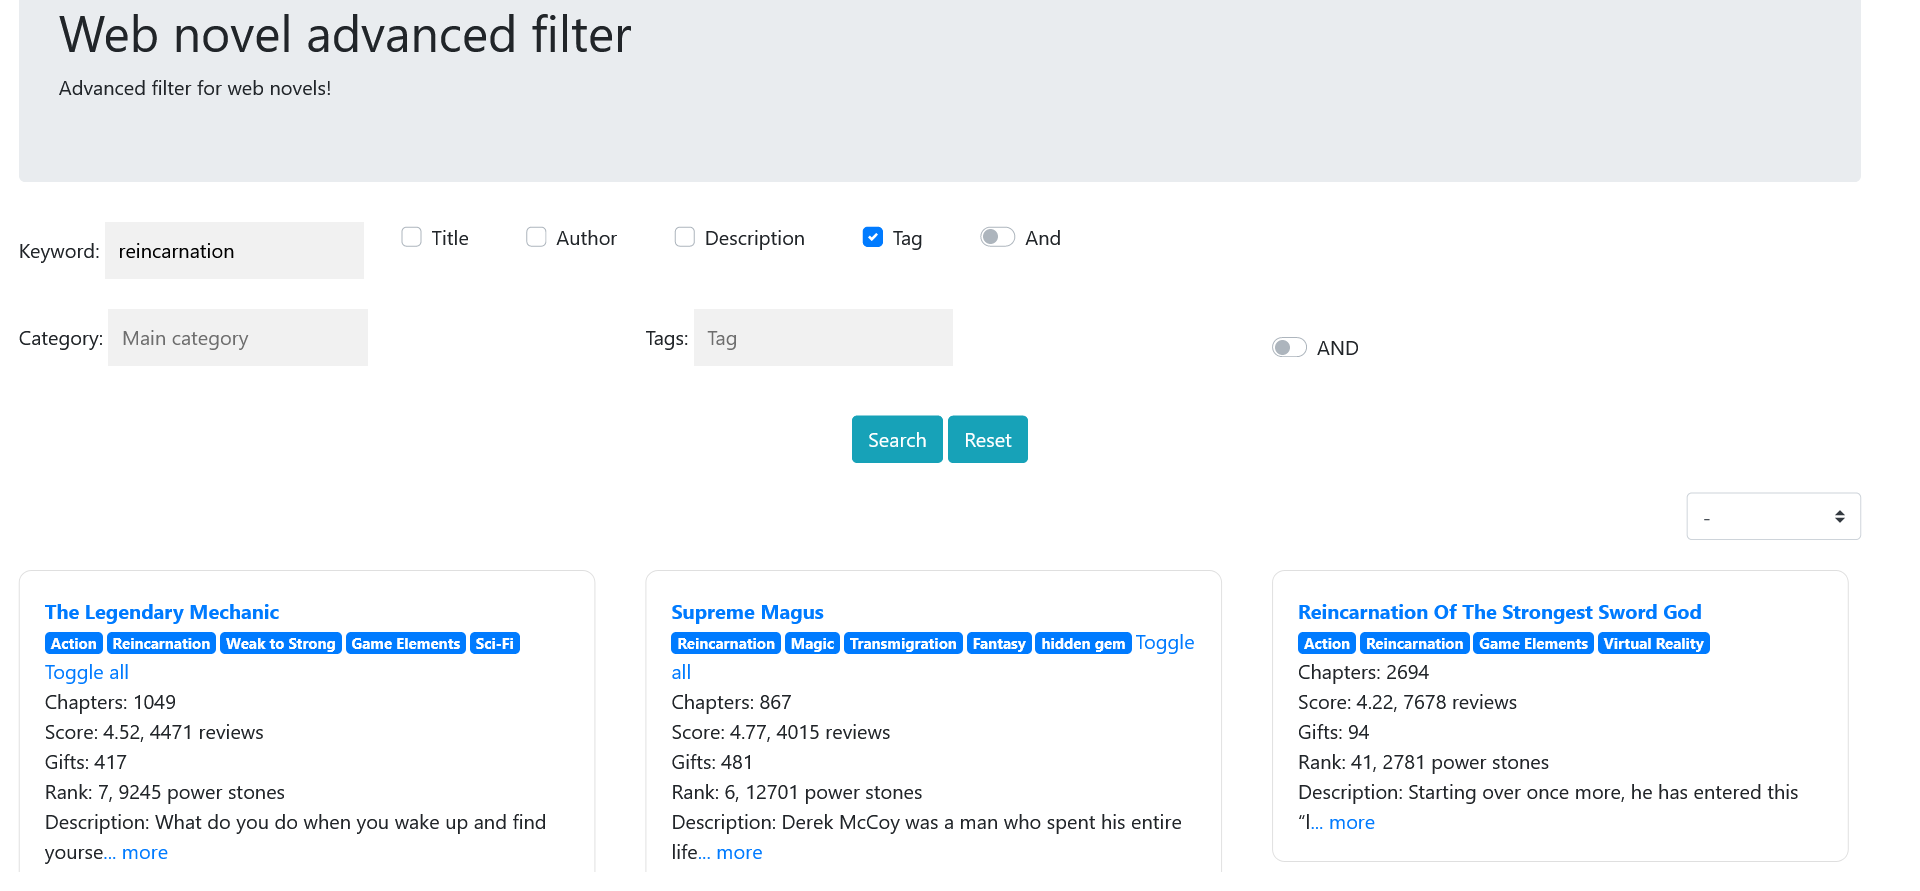 Web novel advanced filter
Advanced filter for web novels!
Keyword: reincarnation Title Author Description Tag And
Category: Main category Tags: Tag AND
Search Reset
-
The Legendary Mechanic
Action Reincarnation Weak to Strong Game Elements Sci-Fi
Toggle all
Chapters: 1049
Score: 4.52, 4471 reviews
Gifts: 417
Rank: 7, 9245 power stones
Description: What do you do when you wake up and find
yourse... more
Supreme Magus
Reincarnation Magic Transmigration Fantasy hidden gem Toggle
all
Chapters: 867
Score: 4.77, 4015 reviews
Gifts: 481
Rank: 6, 12701 power stones
Description: Derek McCoy was a man who spent his entire
life... more
Reincarnation Of The Strongest Sword God
Action Reincarnation Game Elements Virtual Reality
Chapters: 2694
Score: 4.22, 7678 reviews
Gifts: 94
Rank: 41, 2781 power stones
Description: Starting over once more, he has entered this
“l... more